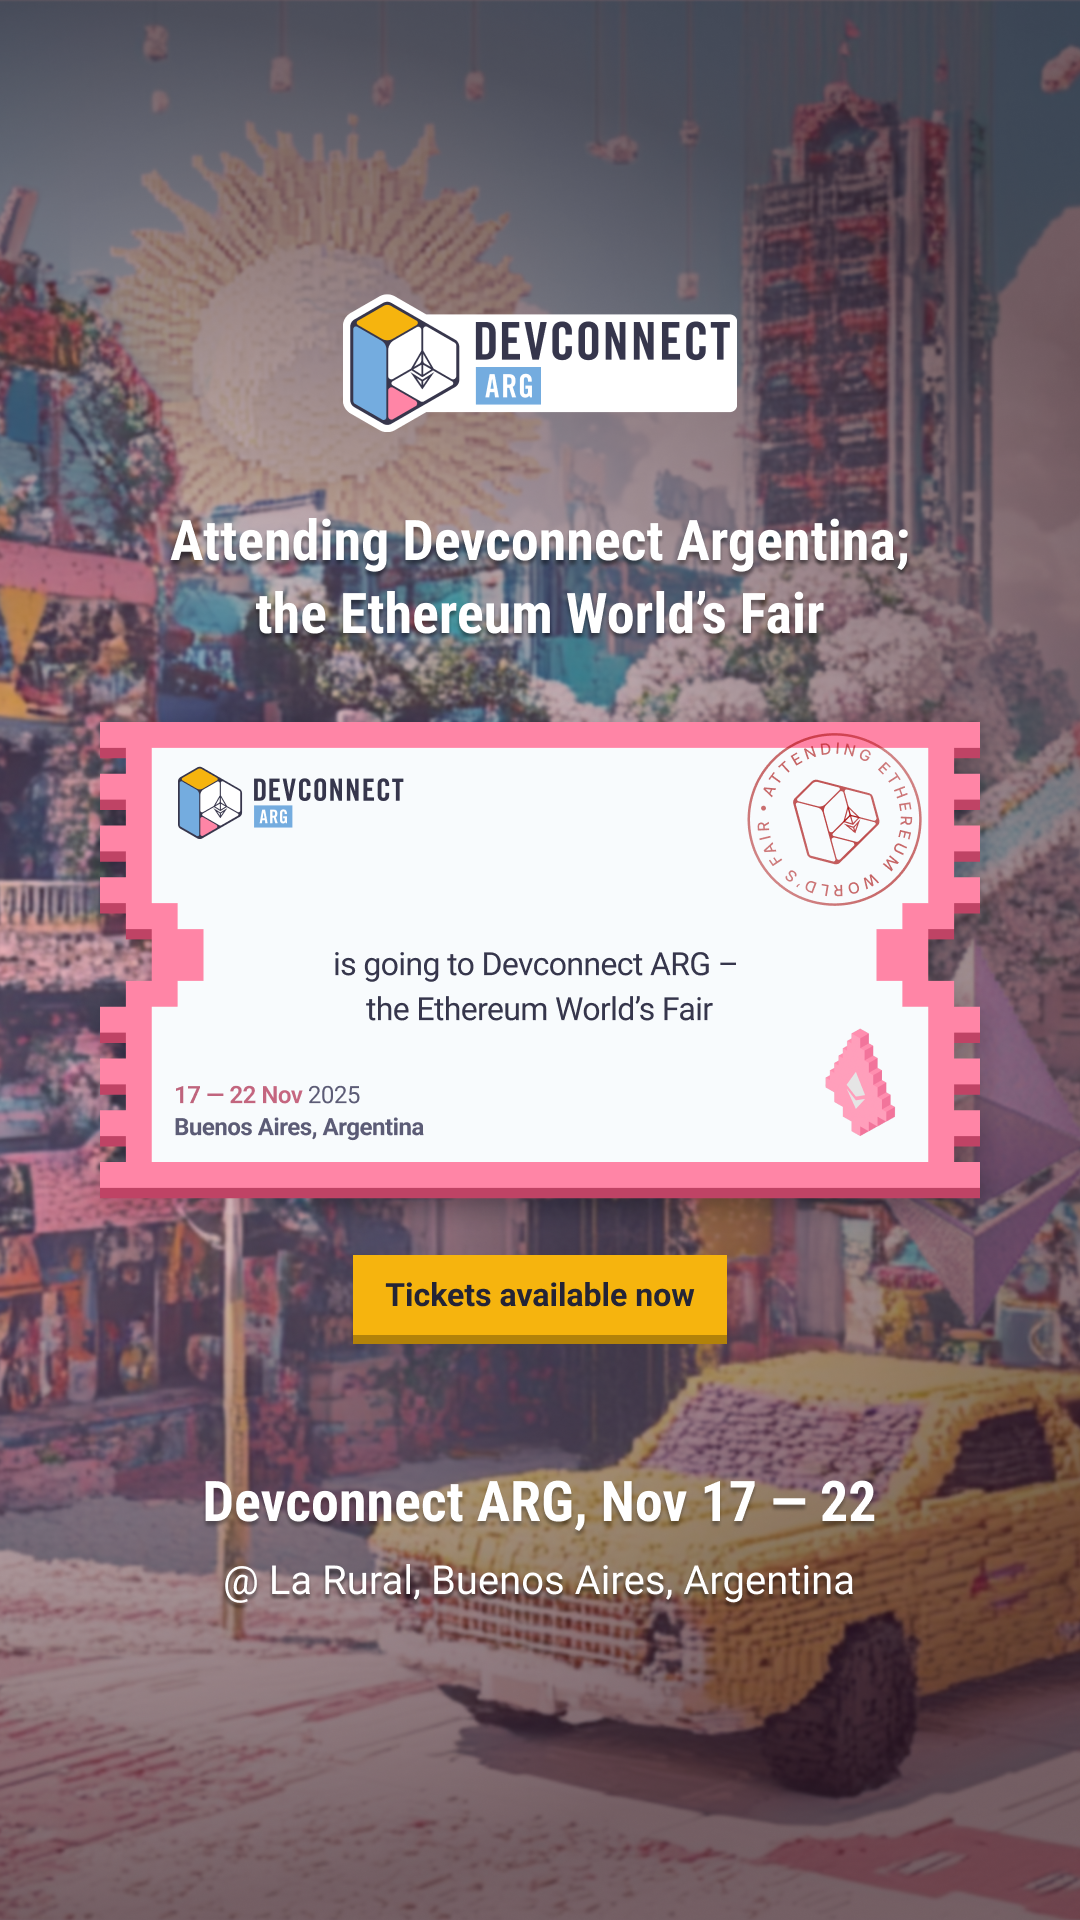 DEVCONNECT
ARG
Attending Devconnect Argentina;
the Ethereum World’s Fair
DEVCONNECT
ARG
• ATTENDING ETHEREUM WORLD'S FAIR
is going to Devconnect ARG –
the Ethereum World’s Fair
17 — 22 Nov 2025
Buenos Aires, Argentina
Tickets available now
Devconnect ARG, Nov 17 — 22
@ La Rural, Buenos Aires, Argentina